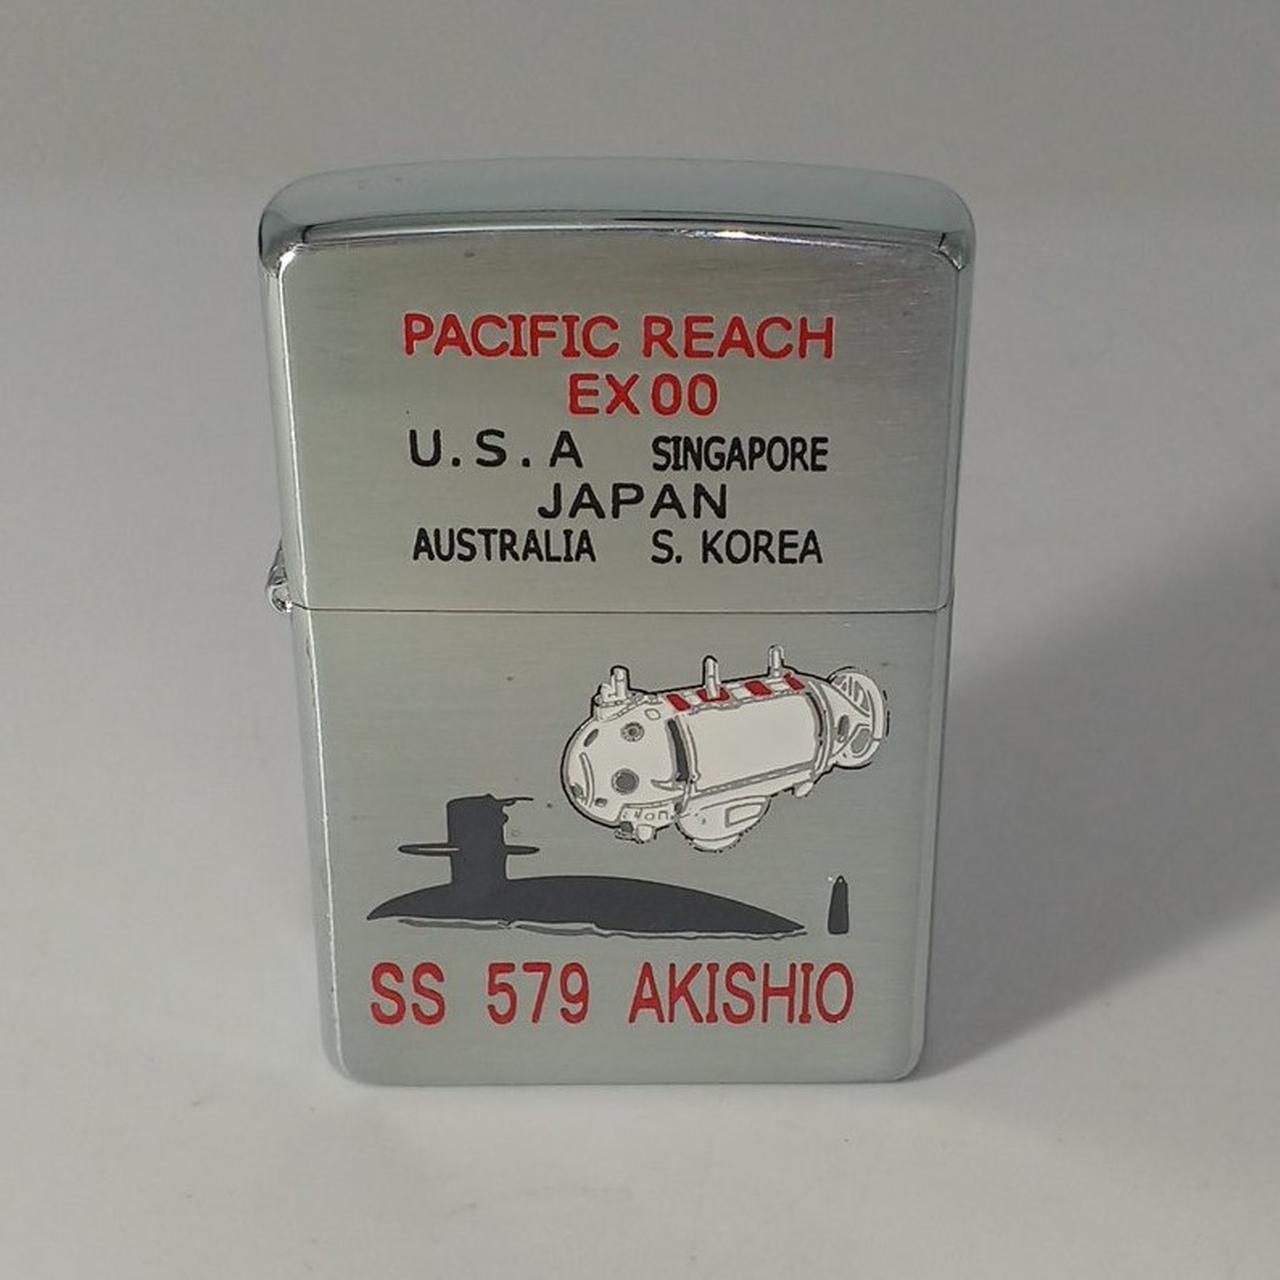 PACIFIC REACH
EX00
U.S.A SINGAPORE
JAPAN
AUSTRALIA S. KOREA
SS 579 AKISHIO